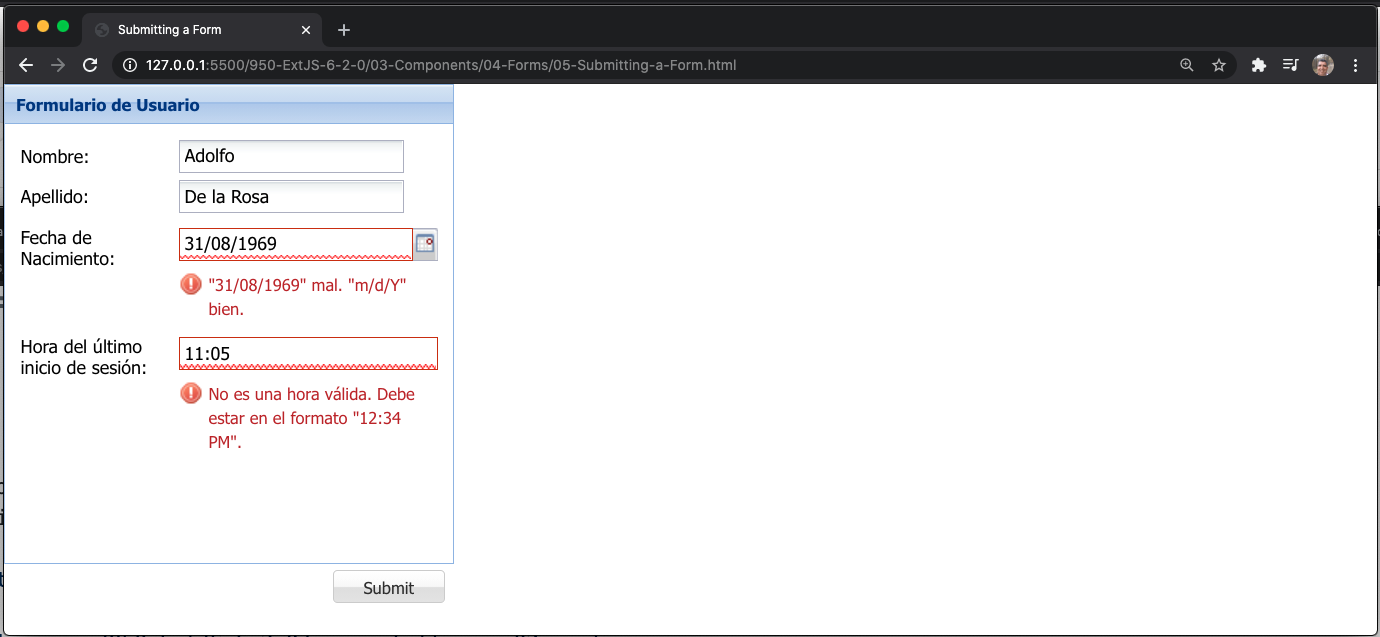 Submitting a Form
127.0.0.1:5500/950-ExtJS-6-2-0/03-Components/04-Forms/05-Submitting-a-Form.html
Formulario de Usuario
Nombre:
Adolfo
Apellido:
De la Rosa
Fecha de
Nacimiento:
31/08/1969
"31/08/1969" mal. "m/d/Y"
bien.
Hora del último
inicio de sesión:
11:05
No es una hora válida. Debe
estar en el formato "12:34
PM".
Submit